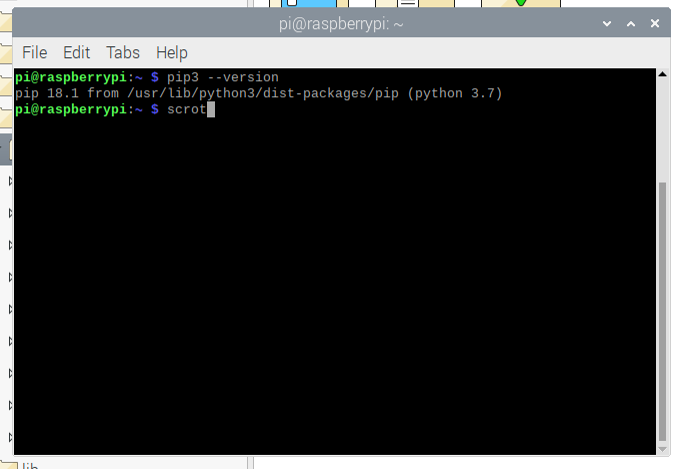 pi@raspberrypi: ~
File Edit Tabs Help
pi@raspberrypi:~ $ pip3 --version
pip 18.1 from /usr/lib/python3/dist-packages/pip (python 3.7)
pi@raspberrypi:~ $ scrot
lib